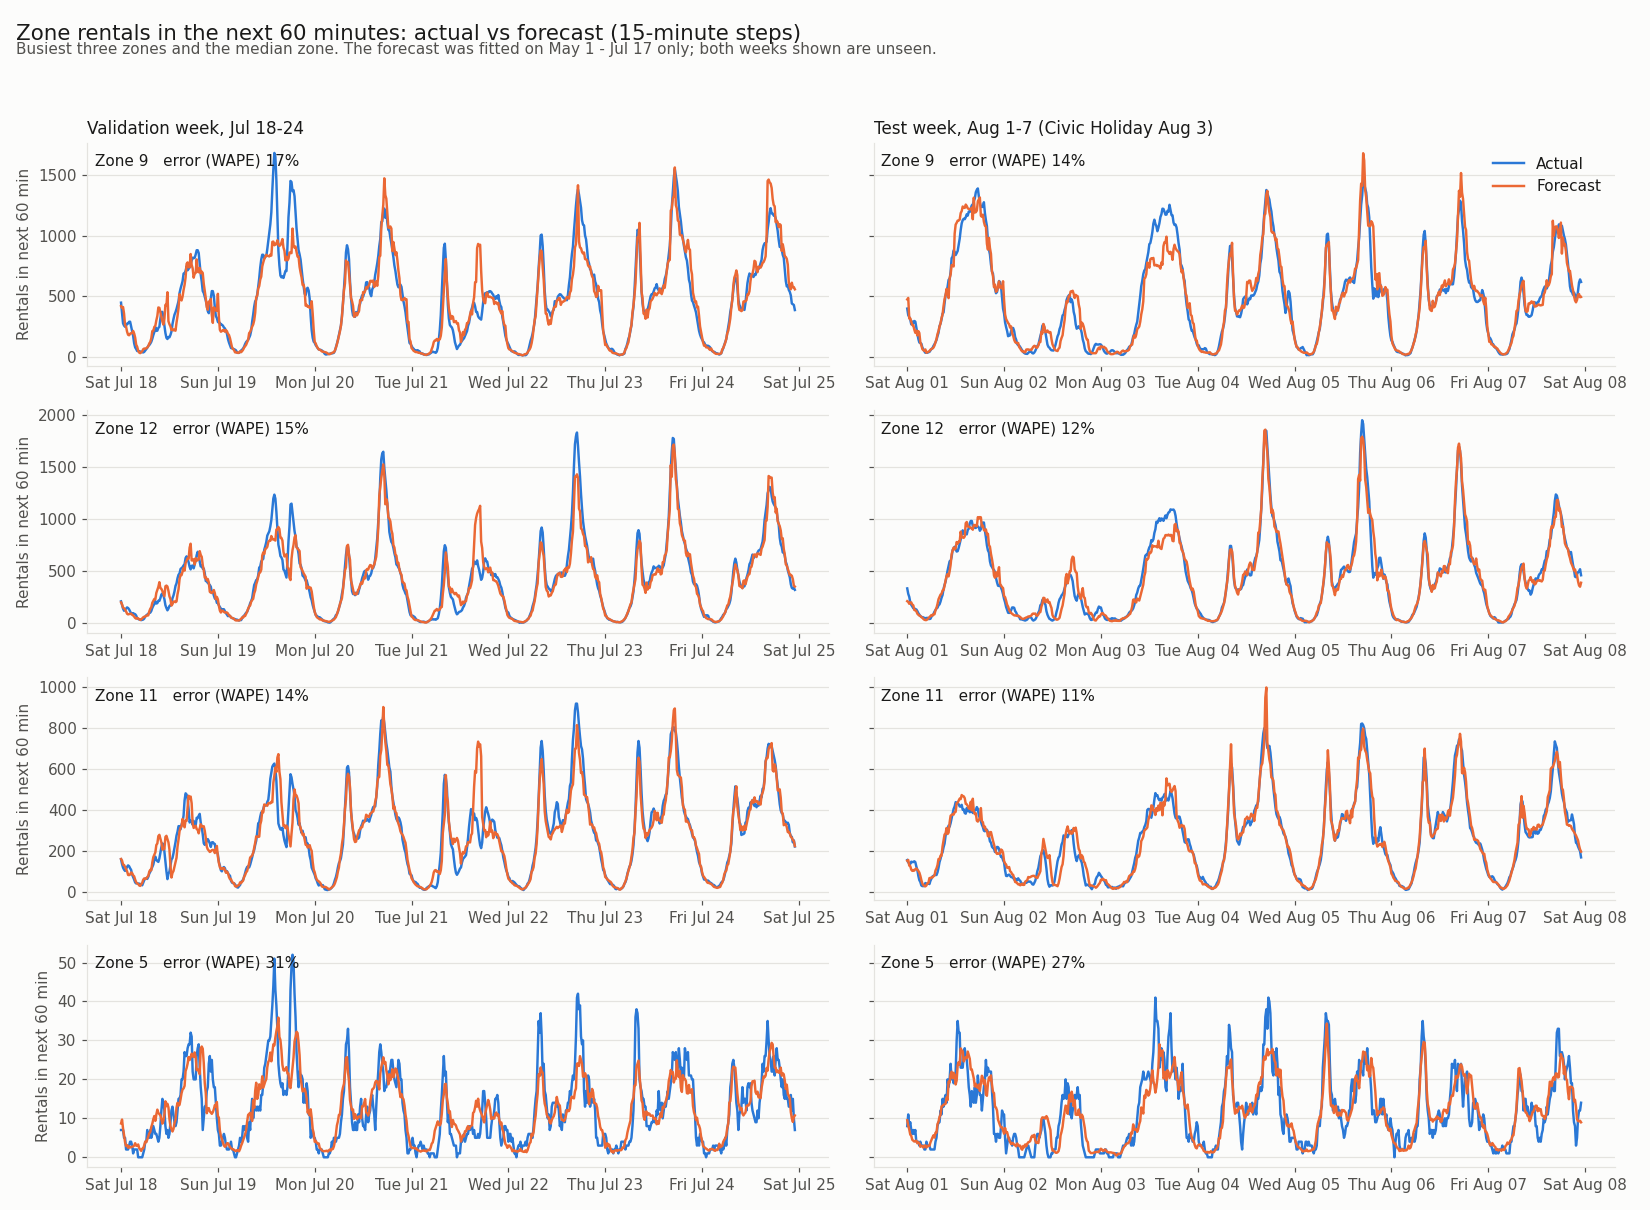 Zone rentals in the next 60 minutes: actual vs forecast (15-minute steps)
Busiest three zones and the median zone. The forecast was fitted on May 1 - Jul 17 only; both weeks shown are unseen.
Validation week, Jul 18-24
Test week, Aug 1-7 (Civic Holiday Aug 3)
Zone 9 error (WAPE) 17%
Zone 9 error (WAPE) 14%
Actual
Forecast
Rentals in next 60 min
1500
1000
500
0
Sat Jul 18 Sun Jul 19 Mon Jul 20 Tue Jul 21 Wed Jul 22 Thu Jul 23 Fri Jul 24 Sat Jul 25
Sat Aug 01 Sun Aug 02 Mon Aug 03 Tue Aug 04 Wed Aug 05 Thu Aug 06 Fri Aug 07 Sat Aug 08
Zone 12 error (WAPE) 15%
Zone 12 error (WAPE) 12%
Rentals in next 60 min
2000
1500
1000
500
0
Sat Jul 18 Sun Jul 19 Mon Jul 20 Tue Jul 21 Wed Jul 22 Thu Jul 23 Fri Jul 24 Sat Jul 25
Sat Aug 01 Sun Aug 02 Mon Aug 03 Tue Aug 04 Wed Aug 05 Thu Aug 06 Fri Aug 07 Sat Aug 08
Zone 11 error (WAPE) 14%
Zone 11 error (WAPE) 11%
Rentals in next 60 min
1000
800
600
400
200
0
Sat Jul 18 Sun Jul 19 Mon Jul 20 Tue Jul 21 Wed Jul 22 Thu Jul 23 Fri Jul 24 Sat Jul 25
Sat Aug 01 Sun Aug 02 Mon Aug 03 Tue Aug 04 Wed Aug 05 Thu Aug 06 Fri Aug 07 Sat Aug 08
Zone 5 error (WAPE) 31%
Zone 5 error (WAPE) 27%
Rentals in next 60 min
50
40
30
20
10
0
Sat Jul 18 Sun Jul 19 Mon Jul 20 Tue Jul 21 Wed Jul 22 Thu Jul 23 Fri Jul 24 Sat Jul 25
Sat Aug 01 Sun Aug 02 Mon Aug 03 Tue Aug 04 Wed Aug 05 Thu Aug 06 Fri Aug 07 Sat Aug 08